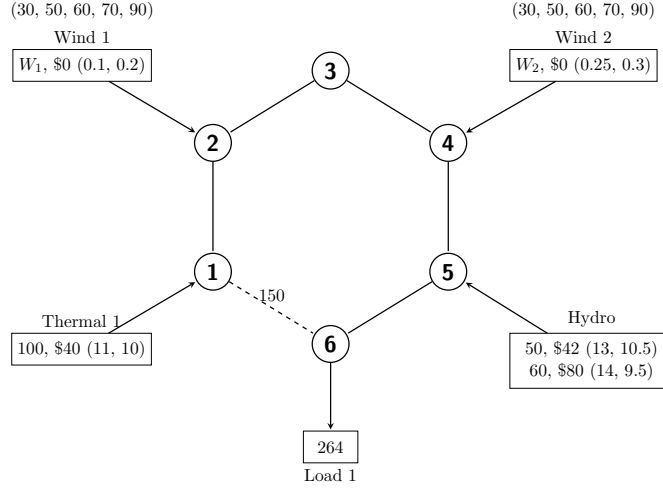 (30, 50, 60, 70, 90)
Wind 1
W₁, $0 (0.1, 0.2)
(30, 50, 60, 70, 90)
Wind 2
W₂, $0 (0.25, 0.3)
3
2
4
1
5
150
6
Thermal 1
100, $40 (11, 10)
Hydro
50, $42 (13, 10.5)
60, $80 (14, 9.5)
264
Load 1